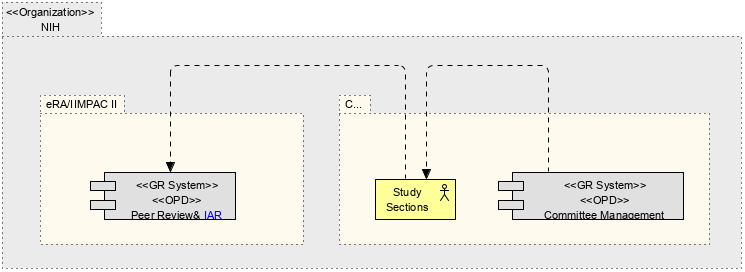 <<Organization>>
NIH
eRA/IIMPAC II
C...
<<GR System>>
<<OPD>>
Peer Review& IAR
Study
Sections
<<GR System>>
<<OPD>>
Committee Management